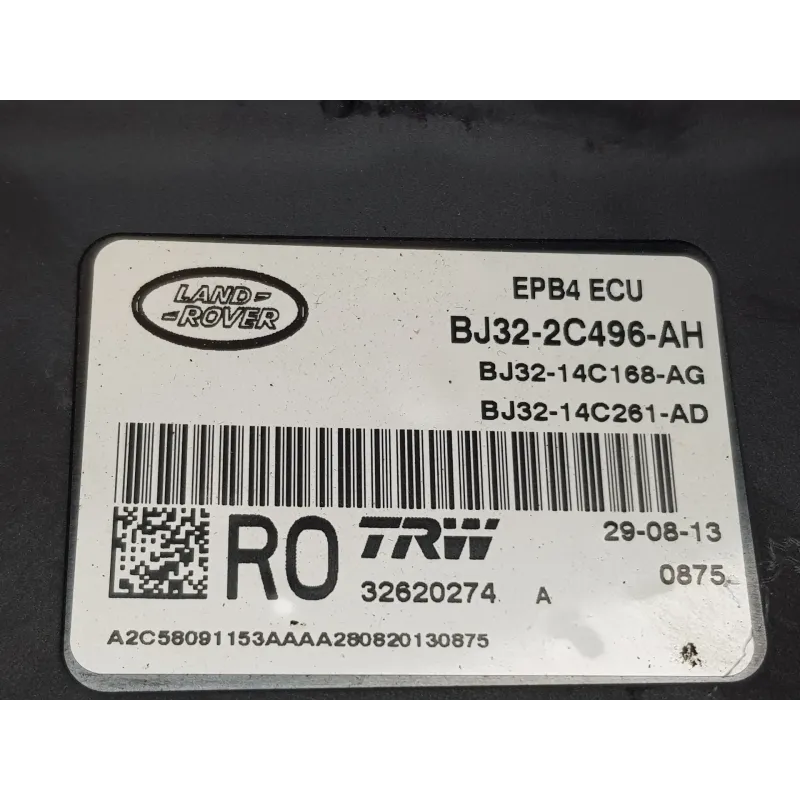 LAND-
-ROVER
EPB4 ECU
BJ32-2C496-AH
BJ32-14C168-AG
BJ32-14C261-AD
RO
TRW
32620274 A
29-08-13
0875
A2C58091153AAAA280820130875